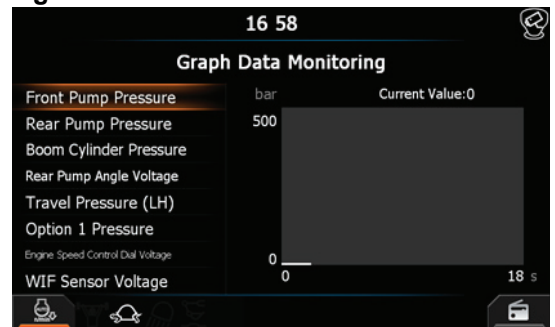 16 58
Graph Data Monitoring
Front Pump Pressure
Rear Pump Pressure
Boom Cylinder Pressure
Rear Pump Angle Voltage
Travel Pressure (LH)
Option 1 Pressure
Engine Speed Control Dial Voltage
WIF Sensor Voltage
bar
Current Value:0
500
0
0
18 s